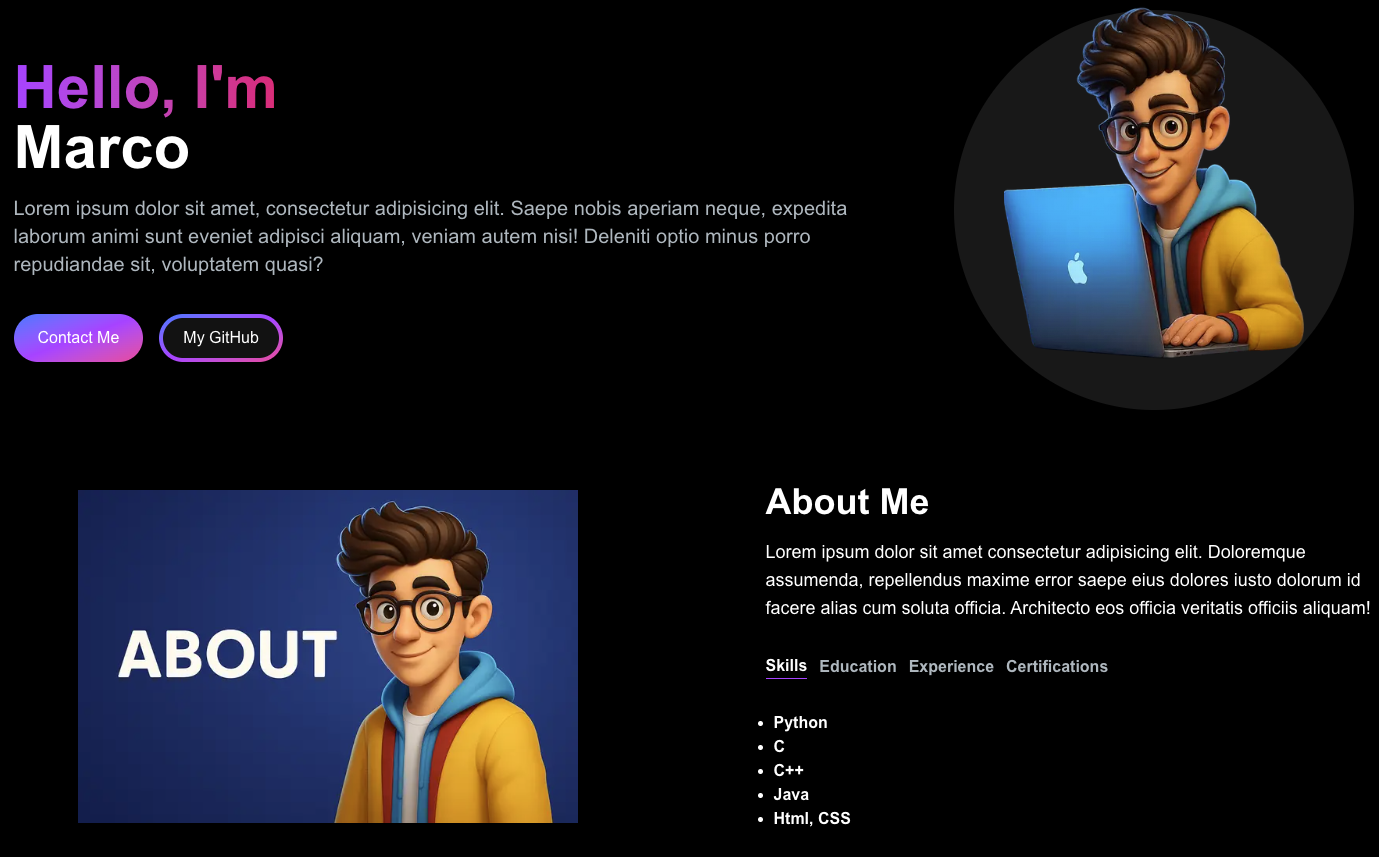 Hello, I'm
Marco
Lorem ipsum dolor sit amet, consectetur adipisicing elit. Saepe nobis aperiam neque, expedita
laborum animi sunt eveniet adipisci aliquam, veniam autem nisi! Deleniti optio minus porro
repudiandae sit, voluptatem quasi?
Contact Me My GitHub
ABOUT
About Me
Lorem ipsum dolor sit amet consectetur adipisicing elit. Doloremque
assumenda, repellendus maxime error saepe eius dolores iusto dolorum id
facere alias cum soluta officia. Architecto eos officia veritatis officiis aliquam!
Skills Education Experience Certifications
• Python
• C
• C++
• Java
• Html, CSS